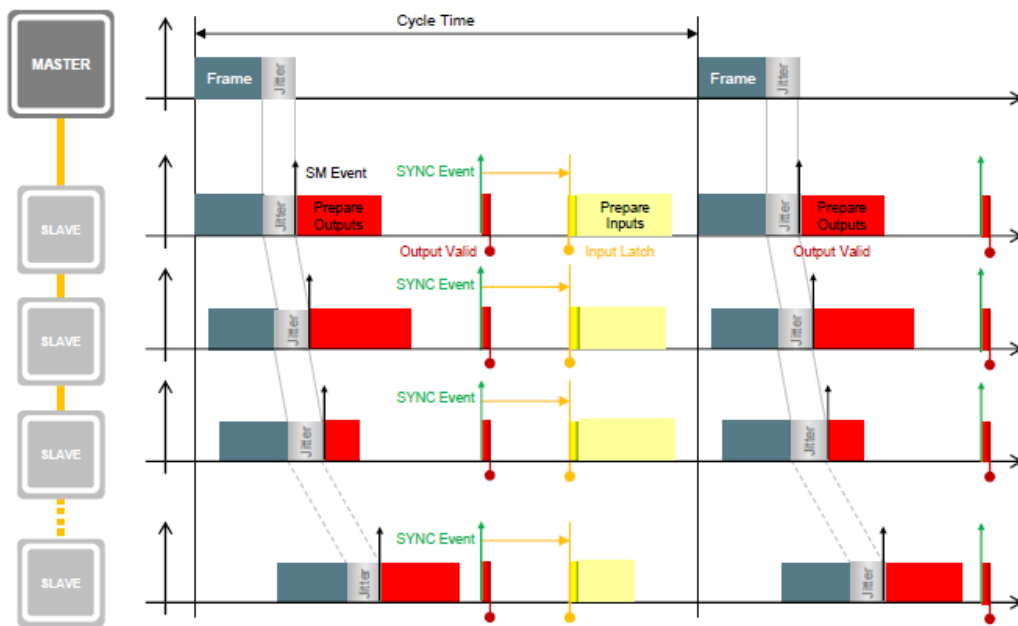 Cycle Time
MASTER
Frame
Jitter
Frame
Jitter
SM Event
SYNC Event
SLAVE
Jitter
Prepare
Outputs
Prepare
Inputs
Jitter
Prepare
Outputs
Output Valid
Input Latch
Output Valid
SYNC Event
SLAVE
Jitter
Jitter
SYNC Event
SLAVE
Jitter
Jitter
SYNC Event
SLAVE
Jitter
Jitter